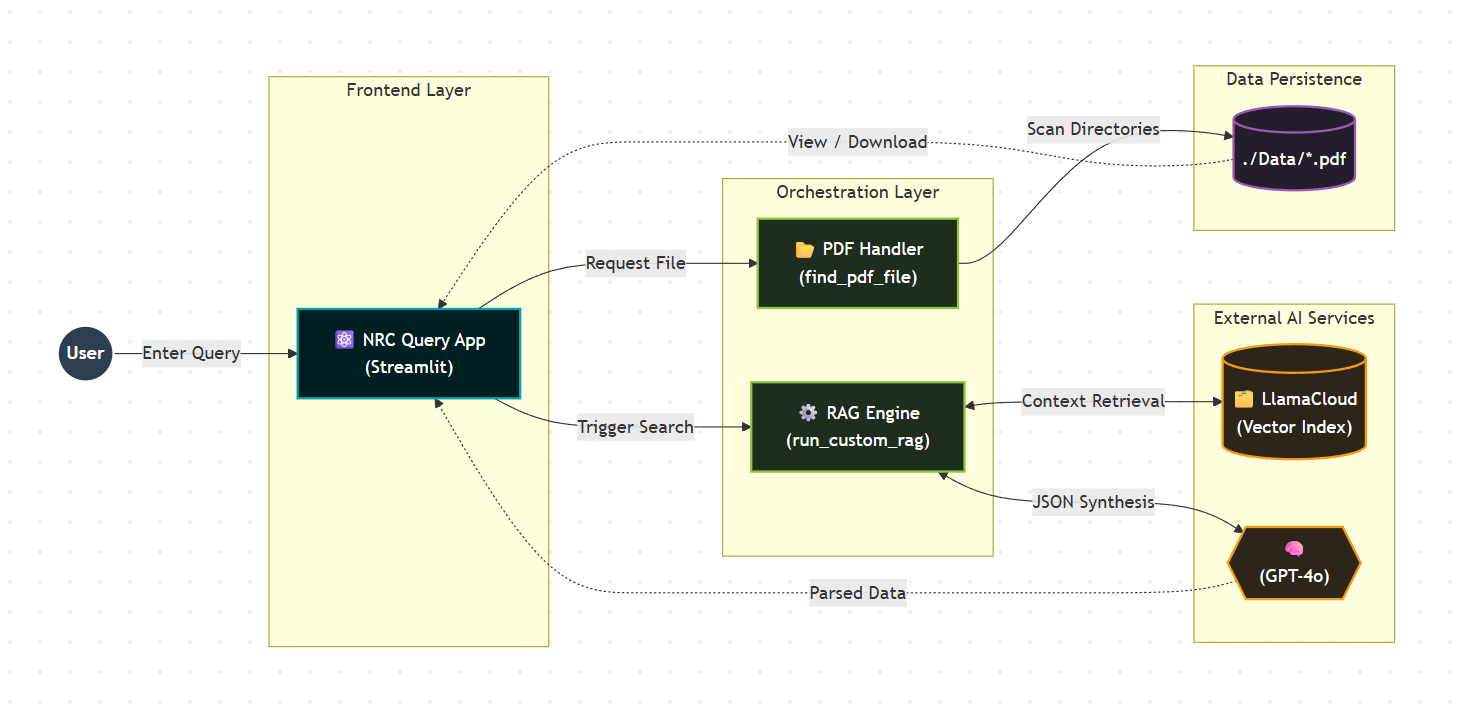 Frontend Layer
Data Persistence
Scan Directories
View / Download
./Data/*.pdf
Orchestration Layer
PDF Handler
(find_pdf_file)
Request File
External AI Services
NRC Query App
(Streamlit)
User
Enter Query
LlamaCloud
(Vector Index)
Context Retrieval
RAG Engine
(run_custom_rag)
Trigger Search
JSON Synthesis
(GPT-4o)
Parsed Data